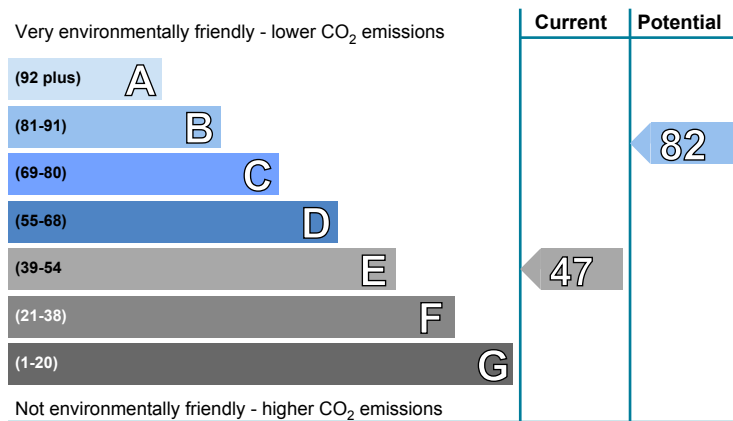 Current Potential
Very environmentally friendly - lower CO2 emissions
(92 plus) A
(81-91) B
82
(69-80) C
(55-68) D
(39-54 E
47
(21-38) F
(1-20) G
Not environmentally friendly - higher CO2 emissions